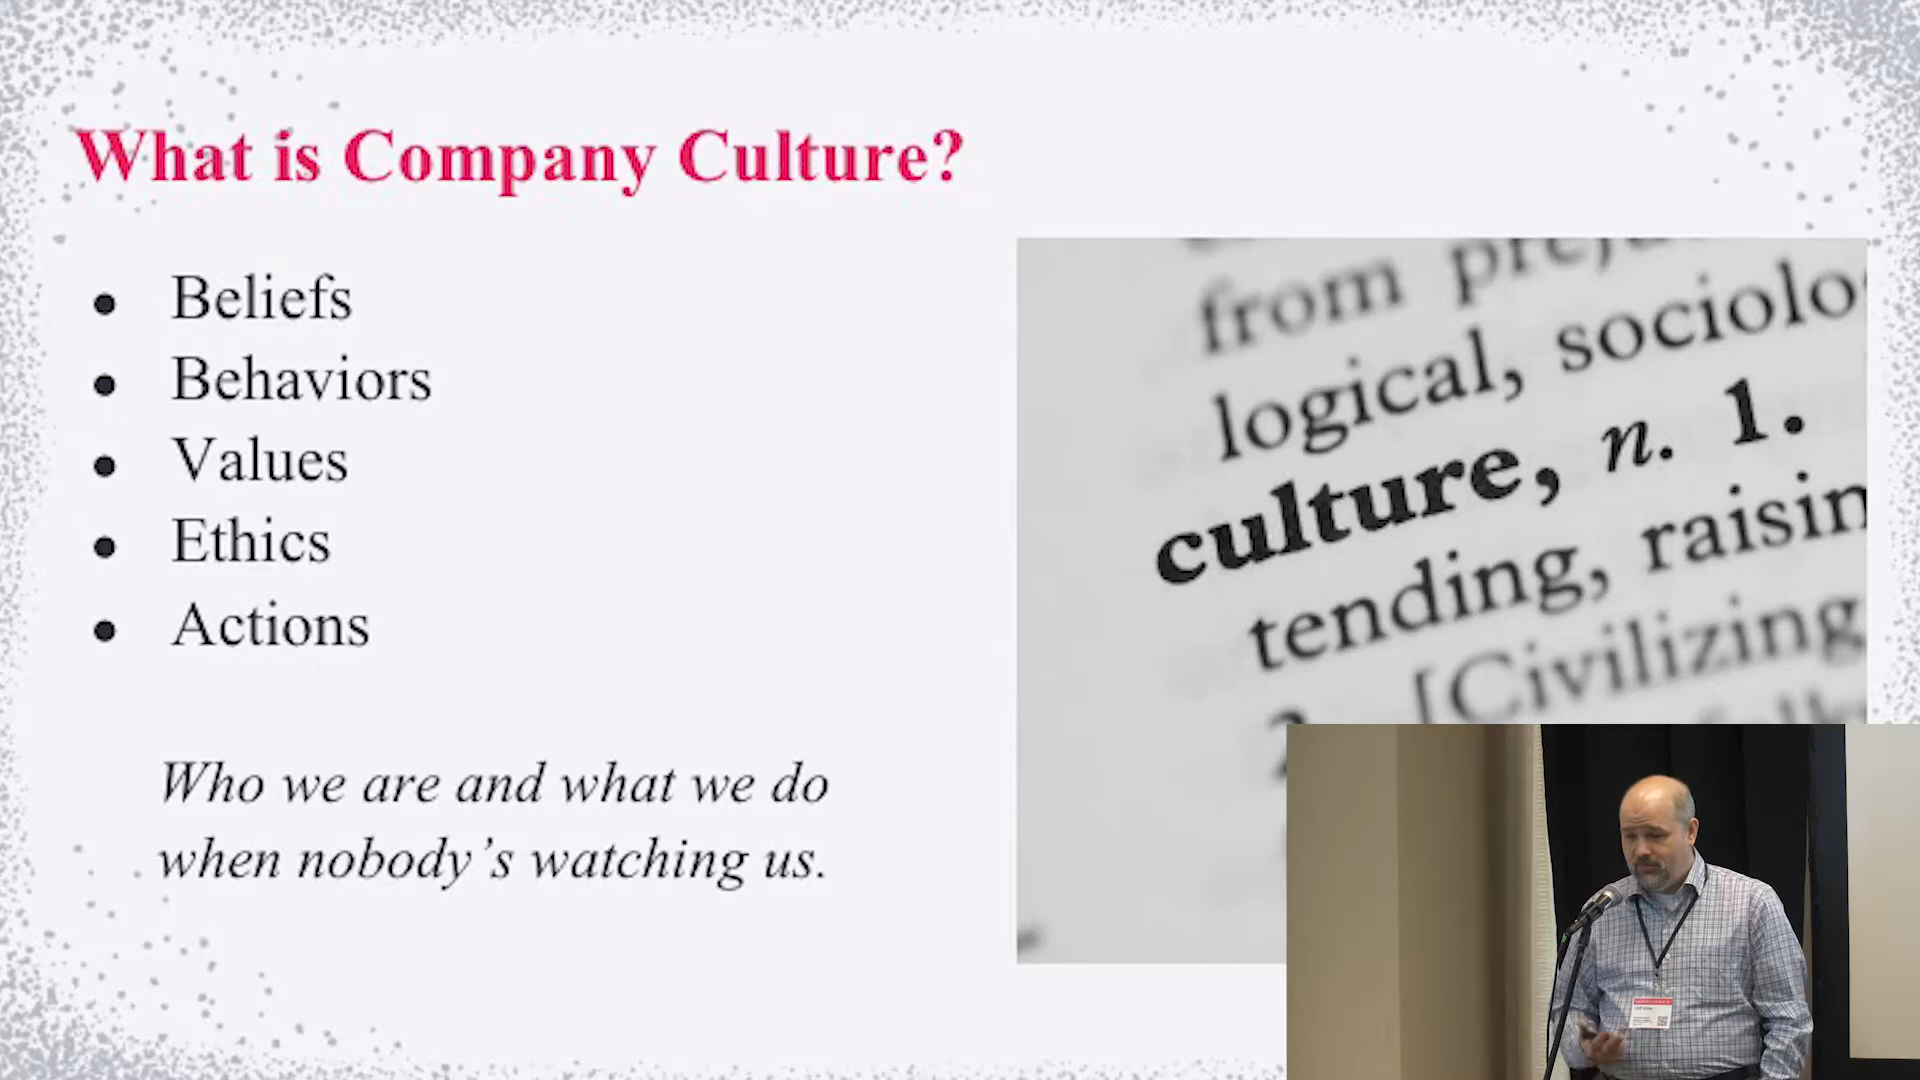 What is Company Culture?
• Beliefs
• Behaviors
• Values
• Ethics
• Actions
Who we are and what we do
when nobody's watching us.
from
logical, sociolo
culture, n. 1.
tending, raisin
[Civilizing